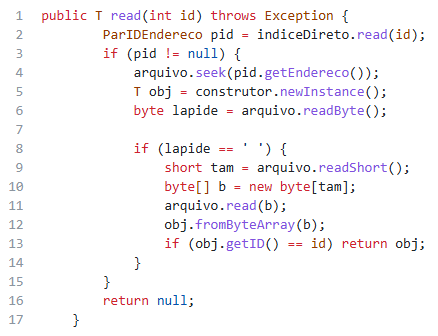 1 public T read(int id) throws Exception {
2         ParIDEndereco pid = indiceDireto.read(id);
3         if (pid != null) {
4             arquivo.seek(pid.getEndereco());
5             T obj = construtor.newInstance();
6             byte lapide = arquivo.readByte();
7
8             if (lapide == ' ') {
9                 short tam = arquivo.readShort();
10                 byte[] b = new byte[tam];
11                 arquivo.read(b);
12                 obj.fromByteArray(b);
13                 if (obj.getID() == id) return obj;
14             }
15         }
16         return null;
17     }